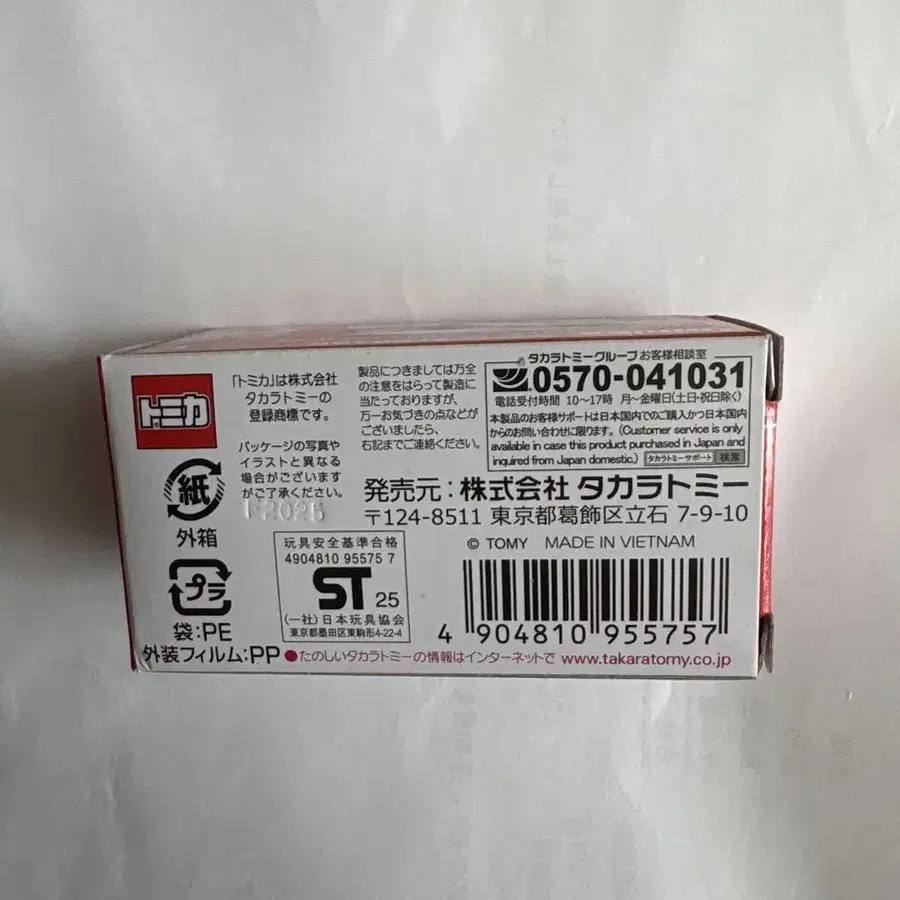 トミカ
「トミカ」は株式会社
タカラトミーの
登録商標です。
パッケージの写真や
イラストと異なる
場合がございます
がご了承ください。
製品につきましては万全
の注意をはらって製造に
当たっておりますが、
万一お気づきの点などが
ございましたら、
右記までご連絡ください。
タカラトミーグループ お客様相談室
0570-041031
電話受付時間 10〜17時 月〜金曜日(土日・祝日除く)
本製品のお客様サポートは日本国内でのご購入かつ日本国内
からのお問い合わせに限ります。(Customer service is only
available in case this product purchased in Japan and
inquired from Japan domestic.) タカラトミーサポート 検索
発売元:株式会社 タカラトミー
〒124-8511 東京都葛飾区立石 7-9-10
© TOMY MADE IN VIETNAM
紙
外箱
プラ
袋:PE
外装フィルム:PP
玩具安全基準合格
4904810 95575 7
ST 25
(一社)日本玩具協会
東京都墨田区東駒形4-22-4
4 904810 955757
●たのしいタカラトミーの情報はインターネットで www.takaratomy.co.jp